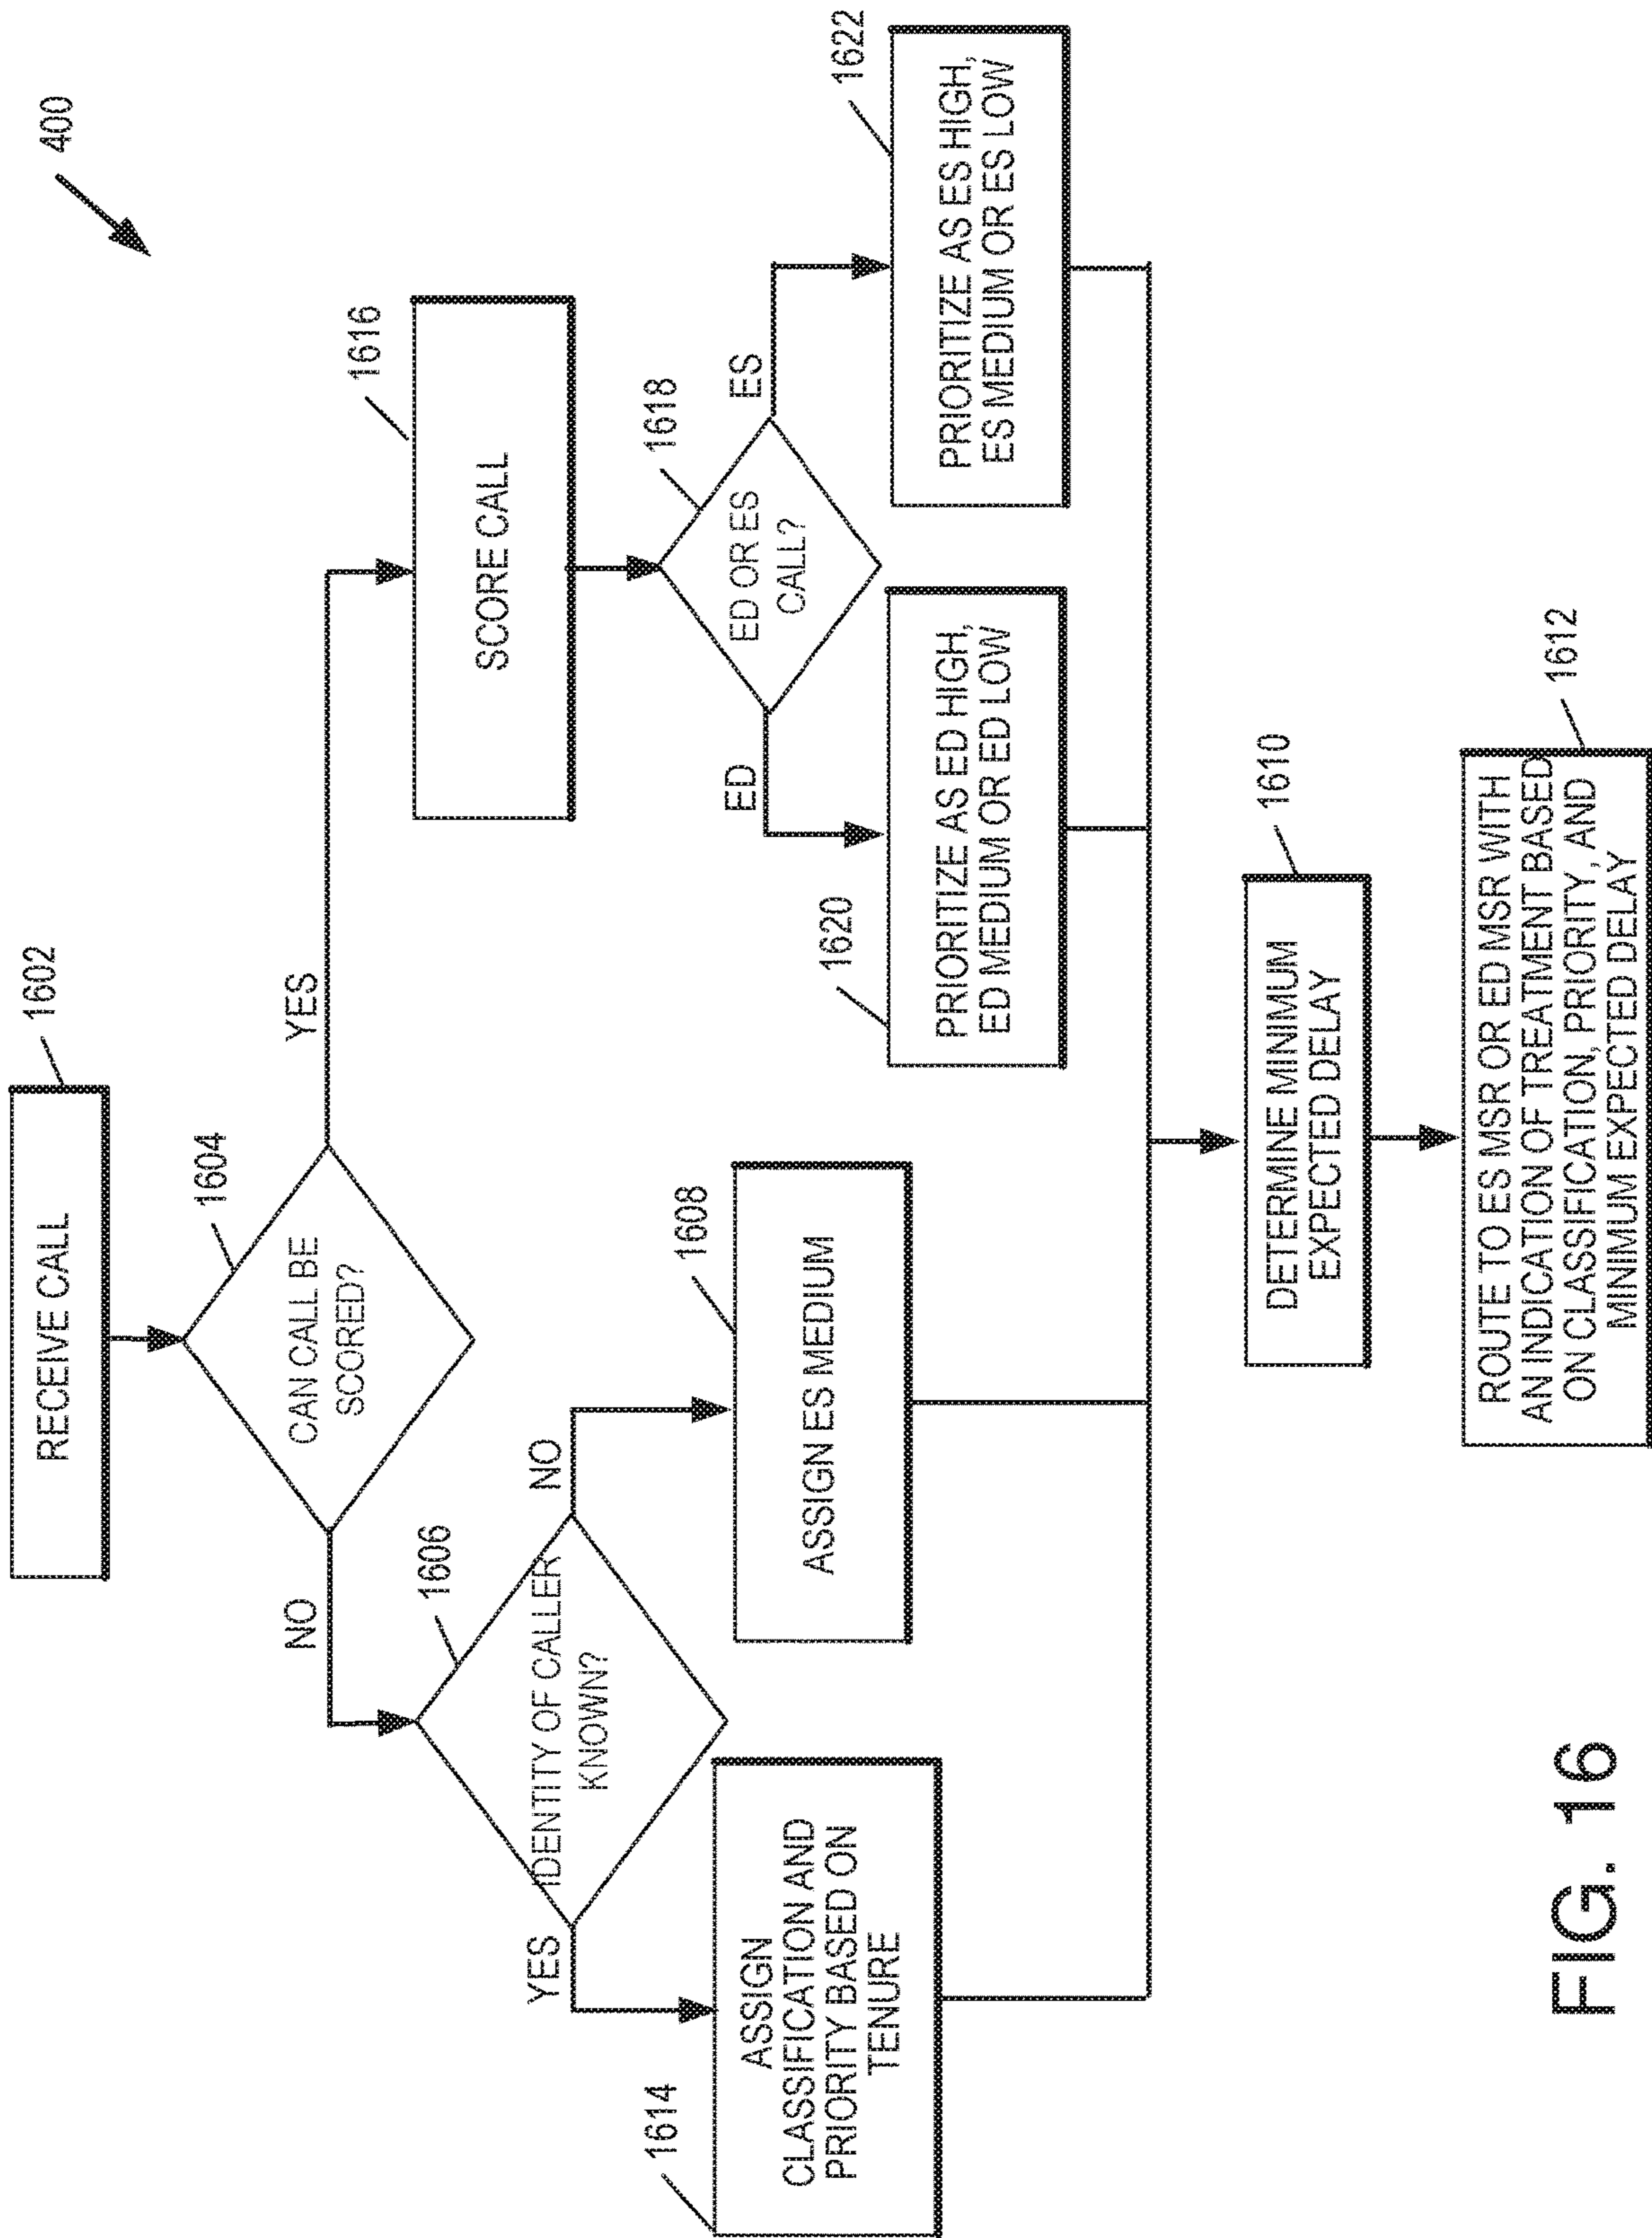 400
RECEIVE CALL
1602
CAN CALL BE
SCORED?
1604
NO
YES
IDENTITY OF CALLER
KNOWN?
1606
SCORE CALL
1616
YES
NO
ED OR ES
CALL?
1618
ED
ES
1614
ASSIGN
CLASSIFICATION AND
PRIORITY BASED ON
TENURE
ASSIGN ES MEDIUM
1608
1620
PRIORITIZE AS ED HIGH,
ED MEDIUM OR ED LOW
PRIORITIZE AS ES HIGH,
ES MEDIUM OR ES LOW
1622
DETERMINE MINIMUM
EXPECTED DELAY
1610
ROUTE TO ES MSR OR ED MSR WITH
AN INDICATION OF TREATMENT BASED
ON CLASSIFICATION, PRIORITY, AND
MINIMUM EXPECTED DELAY
1612
FIG. 16